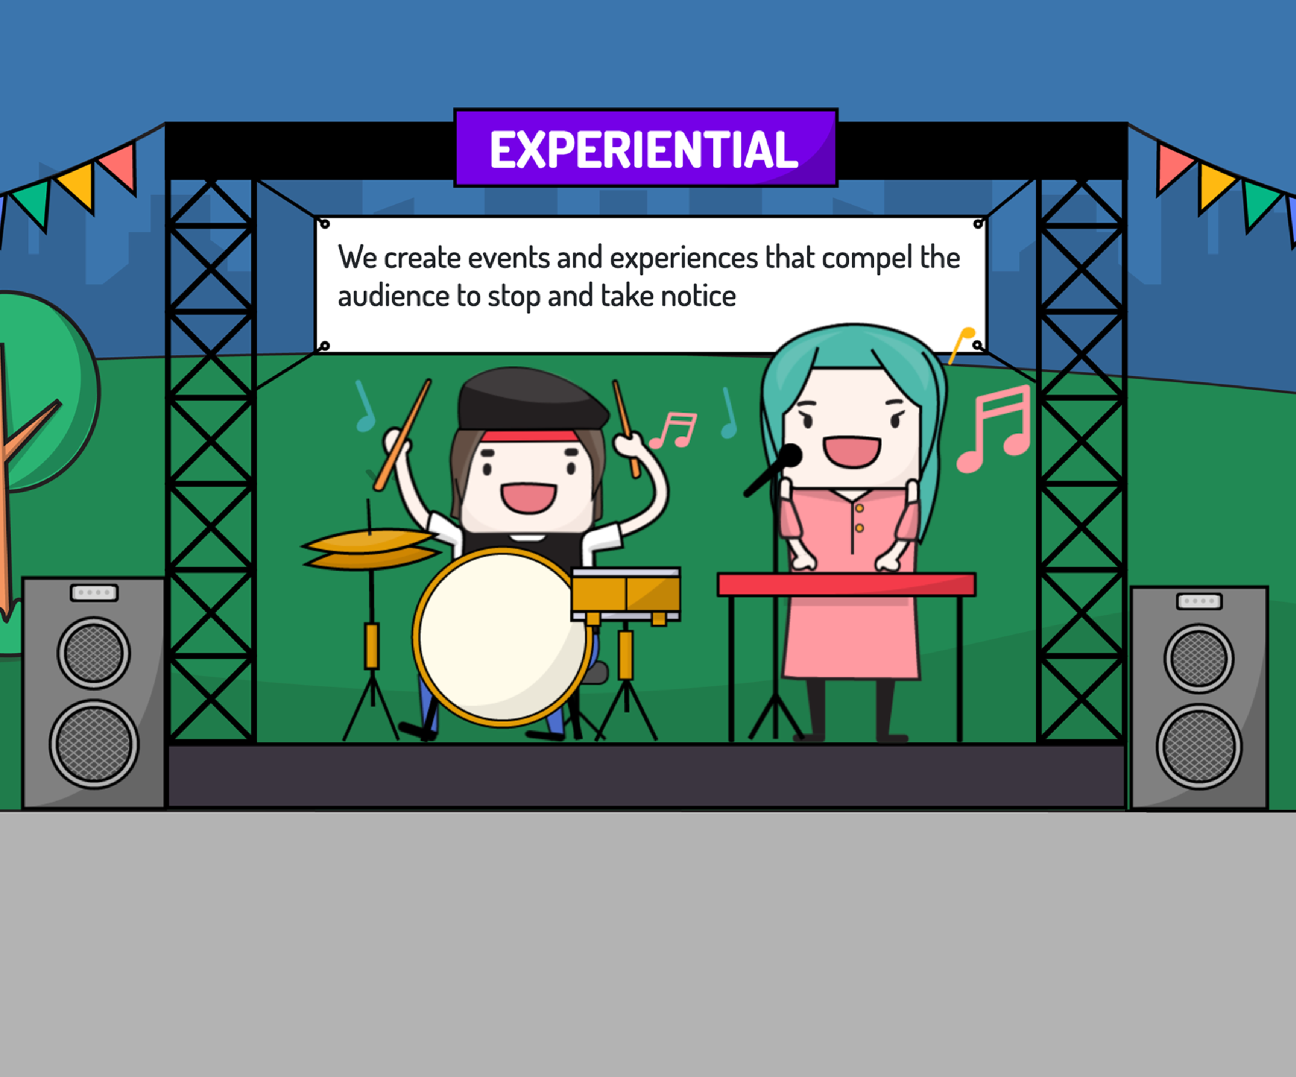 EXPERIENTIAL
We create events and experiences that compel the
audience to stop and take notice